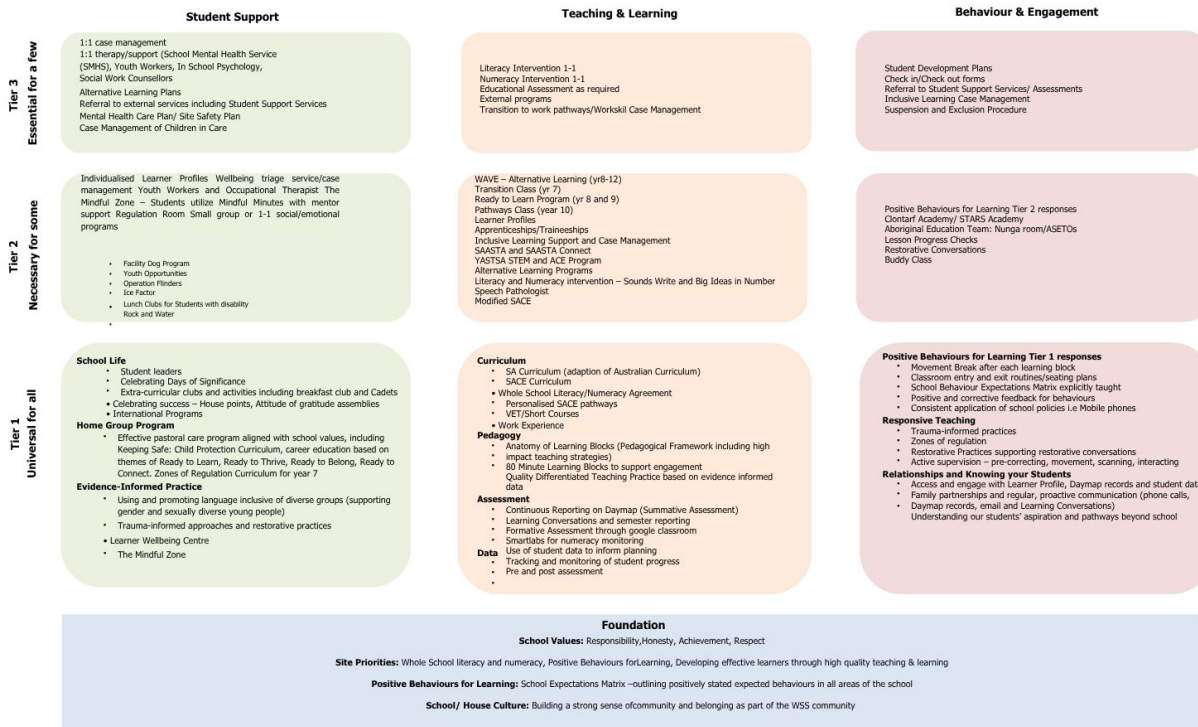 Student Support
Teaching & Learning
Behaviour & Engagement
Tier 3
Essential for a few
1:1 case management
1:1 therapy/support (School Mental Health Service
(SMHS), Youth Workers, In School Psychology,
Social Work Counsellors
Alternative Learning Plans
Referral to external services including Student Support Services
Mental Health Care Plan/ Site Safety Plan
Case Management of Children in Care
Literacy Intervention 1-1
Numeracy Intervention 1-1
Educational Assessment as required
External programs
Transition to work pathways/Workskil Case Management
Student Development Plans
Check in/Check out forms
Referral to Student Support Services/ Assessments
Inclusive Learning Case Management
Suspension and Exclusion Procedure
Tier 2
Necessary for some
Individualised Learner Profiles Wellbeing triage service/case
management Youth Workers and Occupational Therapist The
Mindful Zone – Students utilize Mindful Minutes with mentor
support Regulation Room Small group or 1-1 social/emotional
programs
• Facility Dog Program
• Youth Opportunities
• Operation Flinders
• Ice Factor
• Lunch Clubs for Students with disability
Rock and Water
•
WAVE – Alternative Learning (yr8-12)
Transition Class (yr 7)
Ready to Learn Program (yr 8 and 9)
Pathways Class (year 10)
Learner Profiles
Apprenticeships/Traineeships
Inclusive Learning Support and Case Management
SAASTA and SAASTA Connect
YASTSA STEM and ACE Program
Alternative Learning Programs
Literacy and Numeracy intervention – Sounds Write and Big Ideas in Number
Speech Pathologist
Modified SACE
Positive Behaviours for Learning Tier 2 responses
Clontarf Academy/ STARS Academy
Aboriginal Education Team: Nunga room/ASETOs
Lesson Progress Checks
Restorative Conversations
Buddy Class
Tier 1
Universal for all
School Life
• Student leaders
• Celebrating Days of Significance
• Extra-curricular clubs and activities including breakfast club and Cadets
• Celebrating success – House points, Attitude of gratitude assemblies
• International Programs
Home Group Program
• Effective pastoral care program aligned with school values, including
Keeping Safe: Child Protection Curriculum, career education based on
themes of Ready to Learn, Ready to Thrive, Ready to Belong, Ready to
Connect. Zones of Regulation Curriculum for year 7
Evidence-Informed Practice
• Using and promoting language inclusive of diverse groups (supporting
gender and sexually diverse young people)
• Trauma-informed approaches and restorative practices
• Learner Wellbeing Centre
• The Mindful Zone
Curriculum
• SA Curriculum (adaption of Australian Curriculum)
• SACE Curriculum
• Whole School Literacy/Numeracy Agreement
• Personalised SACE pathways
• VET/Short Courses
• Work Experience
Pedagogy
• Anatomy of Learning Blocks (Pedagogical Framework including high
• impact teaching strategies)
• 80 Minute Learning Blocks to support engagement
Quality Differentiated Teaching Practice based on evidence informed
data
Assessment
• Continuous Reporting on Daymap (Summative Assessment)
• Learning Conversations and semester reporting
• Formative Assessment through google classroom
• Smartlabs for numeracy monitoring
Data Use of student data to inform planning
• Tracking and monitoring of student progress
• Pre and post assessment
•
Positive Behaviours for Learning Tier 1 responses
• Movement Break after each learning block
• Classroom entry and exit routines/seating plans
• School Behaviour Expectations Matrix explicitly taught
• Positive and corrective feedback for behaviours
• Consistent application of school policies i.e Mobile phones
Responsive Teaching
• Trauma-informed practices
• Zones of regulation
• Restorative Practices supporting restorative conversations
• Active supervision – pre-correcting, movement, scanning, interacting
Relationships and Knowing your Students
• Access and engage with Learner Profile, Daymap records and student dat
• Family partnerships and regular, proactive communication (phone calls,
• Daymap records, email and Learning Conversations)
Understanding our students' aspiration and pathways beyond school
Foundation
School Values: Responsibility,Honesty, Achievement, Respect
Site Priorities: Whole School literacy and numeracy, Positive Behaviours forLearning, Developing effective learners through high quality teaching & learning
Positive Behaviours for Learning: School Expectations Matrix –outlining positively stated expected behaviours in all areas of the school
School/ House Culture: Building a strong sense ofcommunity and belonging as part of the WSS community